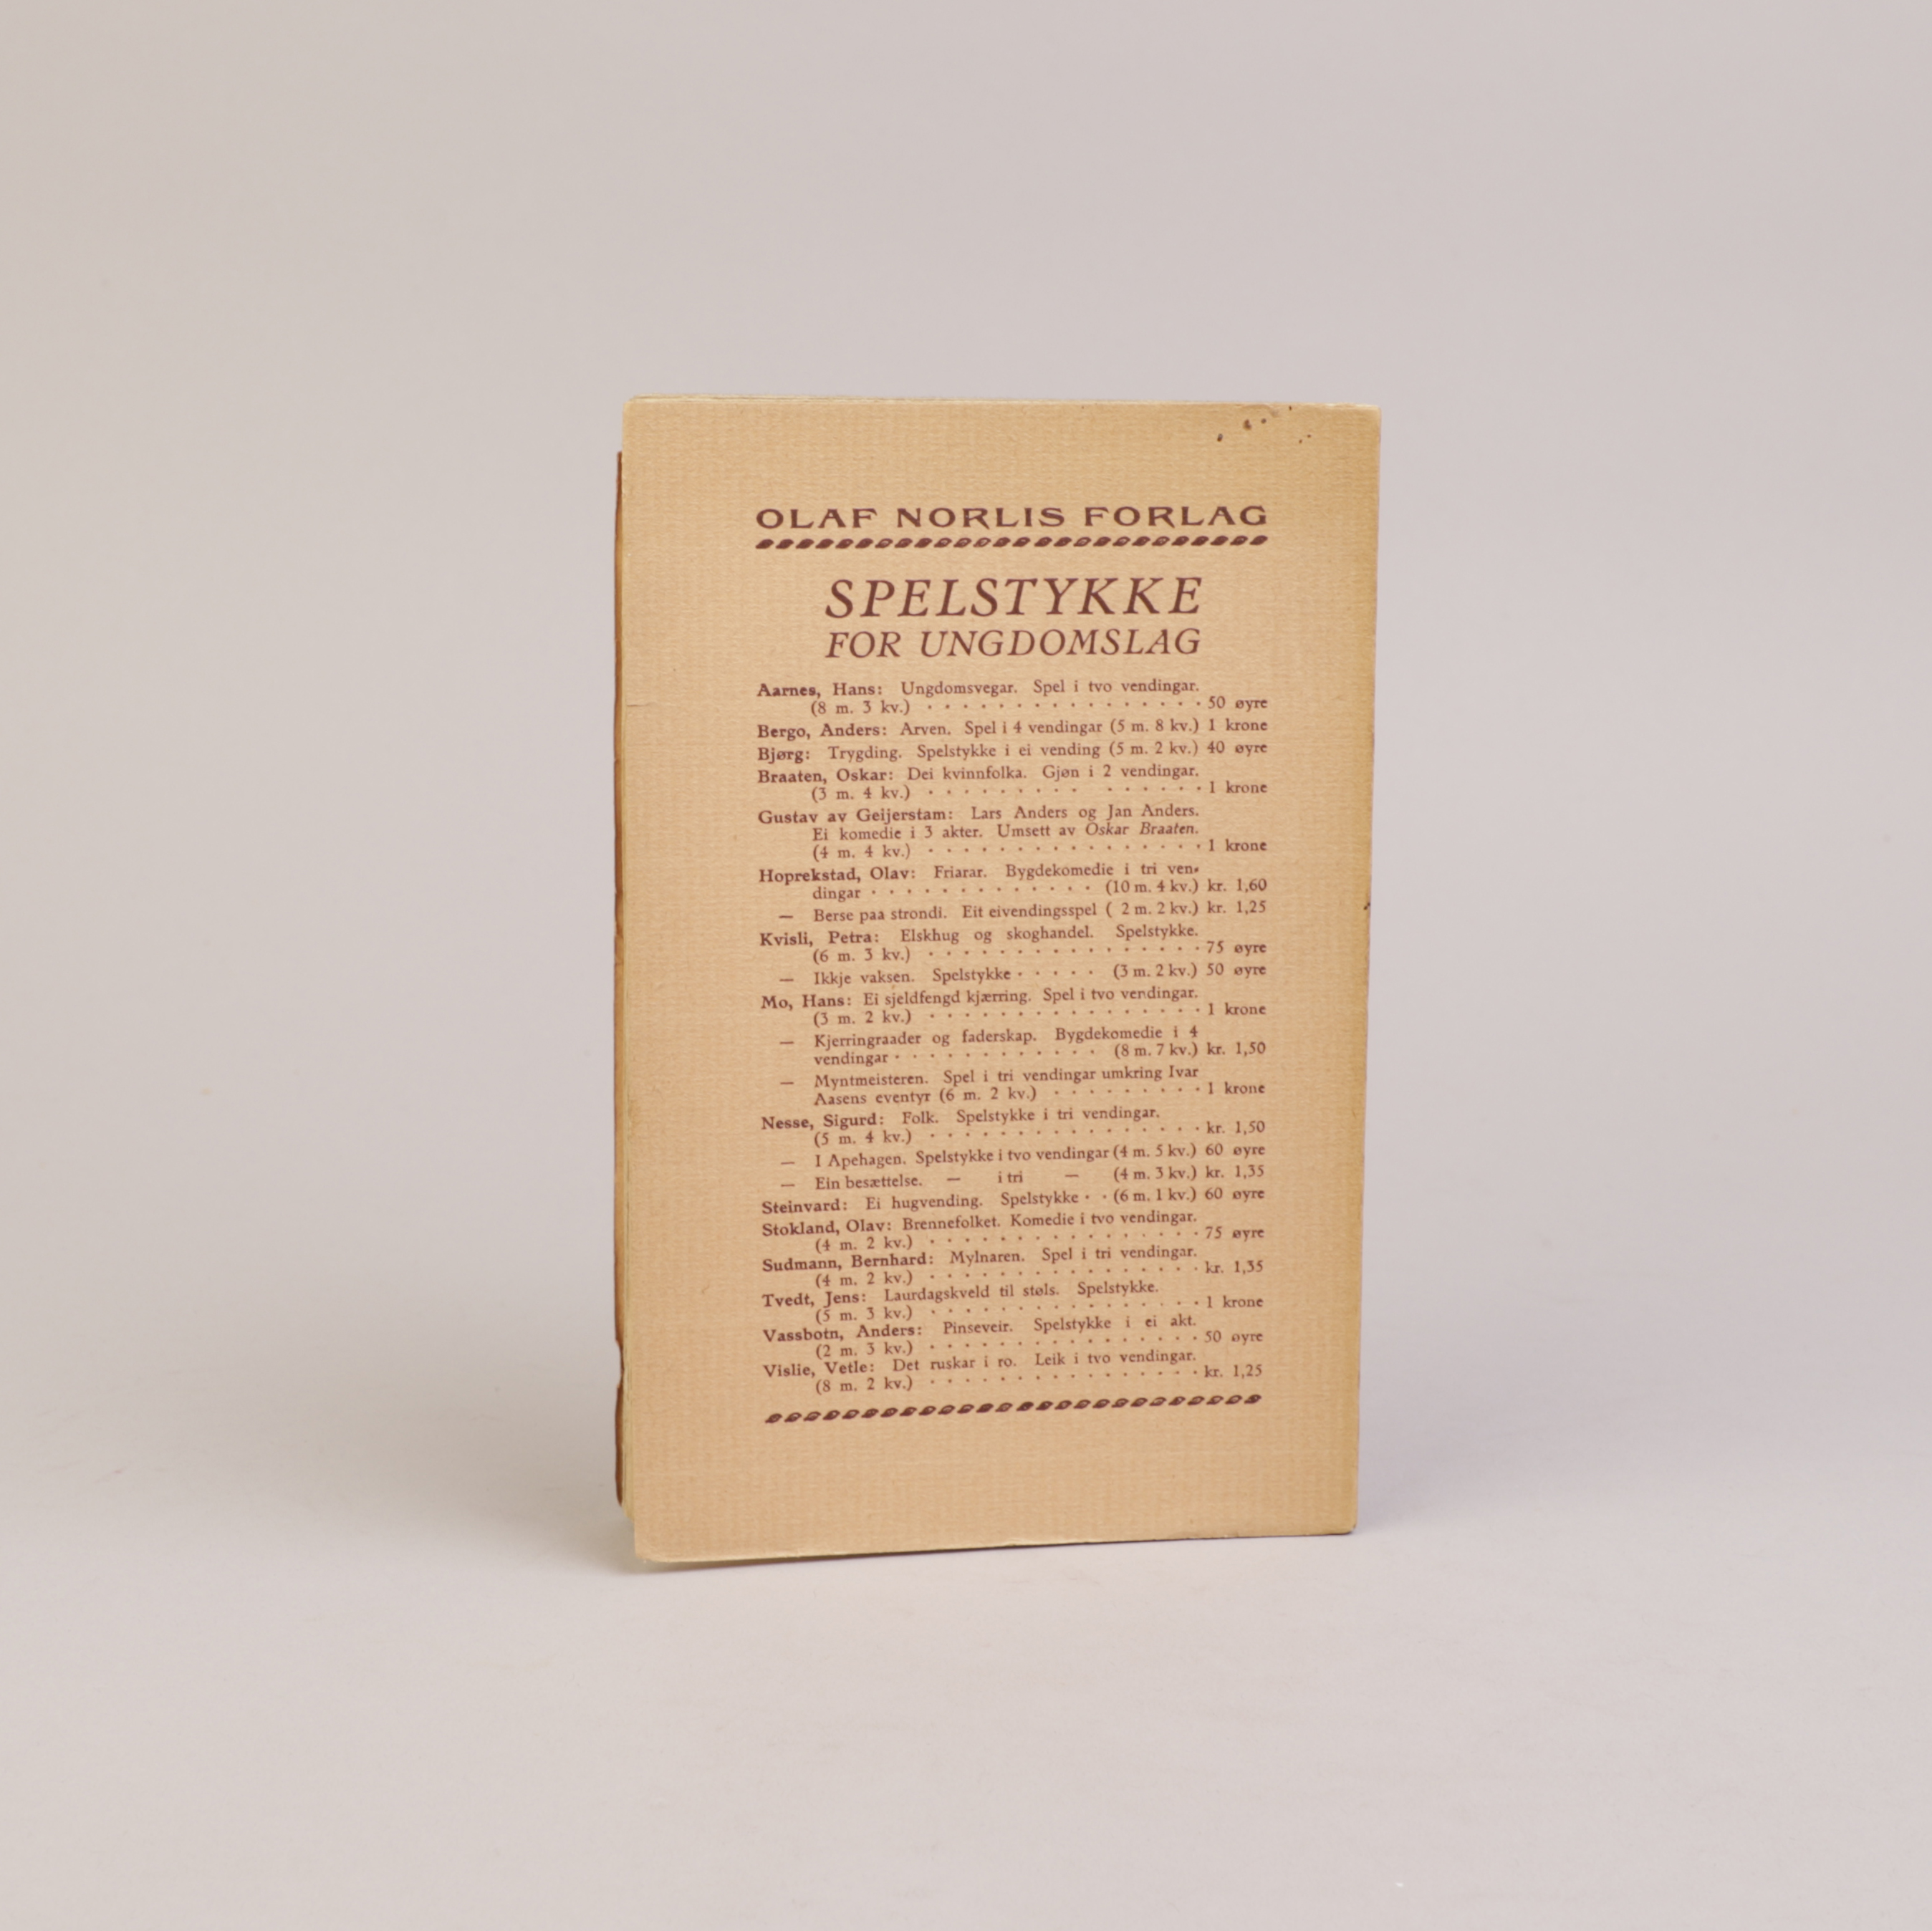 OLAF NORLIS FORLAG
SPELSTYKKE
FOR UNGDOMSLAG
Aarnes, Hans: Ungdomsvegar. Spel i tvo vendingar.
(8 m. 3 kv.) · · · · · · · · · · · · · · · · 50 øyre
Bergo, Anders: Arven. Spel i 4 vendingar (5 m. 8 kv.) 1 krone
Bjørg: Trygding. Spelstykke i ei vending (5 m. 2 kv.) 40 øyre
Braaten, Oskar: Dei kvinnfolka. Gjøn i 2 vendingar.
(3 m. 4 kv.) · · · · · · · · · · · · · · · 1 krone
Gustav av Geijerstam: Lars Anders og Jan Anders.
Ei komedie i 3 akter. Umsett av Oskar Braaten.
(4 m. 4 kv.) · · · · · · · · · · · · · · · · 1 krone
Hoprekstad, Olav: Friarar. Bygdekomedie i tri ven-
dingar · · · · · · · · · · · · · (10 m. 4 kv.) kr. 1,60
— Berse paa strondi. Eit eivendingsspel ( 2 m. 2 kv.) kr. 1,25
Kvisli, Petra: Elskhug og skoghandel. Spelstykke.
(6 m. 3 kv.) · · · · · · · · · · · · · · · · 75 øyre
— Ikkje vaksen. Spelstykke · · · · · (3 m. 2 kv.) 50 øyre
Mo, Hans: Ei sjeldfengd kjærring. Spel i tvo vendingar.
(3 m. 2 kv.) · · · · · · · · · · · · · · · · 1 krone
— Kjerringraader og faderskap. Bygdekomedie i 4
vendingar · · · · · · · · · · · · (8 m. 7 kv.) kr. 1,50
— Myntmeisteren. Spel i tri vendingar umkring Ivar
Aasens eventyr (6 m. 2 kv.) · · · · · · · · · 1 krone
Nesse, Sigurd: Folk. Spelstykke i tri vendingar.
(5 m. 4 kv.) · · · · · · · · · · · · · · · · kr. 1,50
— I Apehagen. Spelstykke i tvo vendingar (4 m. 5 kv.) 60 øyre
— Ein besættelse. — i tri — (4 m. 3 kv.) kr. 1,35
Steinvard: Ei hugvending. Spelstykke · · (6 m. 1 kv.) 60 øyre
Stokland, Olav: Brennefolket. Komedie i tvo vendingar.
(4 m. 2 kv.) · · · · · · · · · · · · · · · · 75 øyre
Sudmann, Bernhard: Mylnaren. Spel i tri vendingar.
(4 m. 2 kv.) · · · · · · · · · · · · · · · · kr. 1,35
Tvedt, Jens: Laurdagskveld til støls. Spelstykke.
(5 m. 3 kv.) · · · · · · · · · · · · · · · · 1 krone
Vassbotn, Anders: Pinseveir. Spelstykke i ei akt.
(2 m. 3 kv.) · · · · · · · · · · · · · · · · 50 øyre
Vislie, Vetle: Det ruskar i ro. Leik i tvo vendingar.
(8 m. 2 kv.) · · · · · · · · · · · · · · · · kr. 1,25